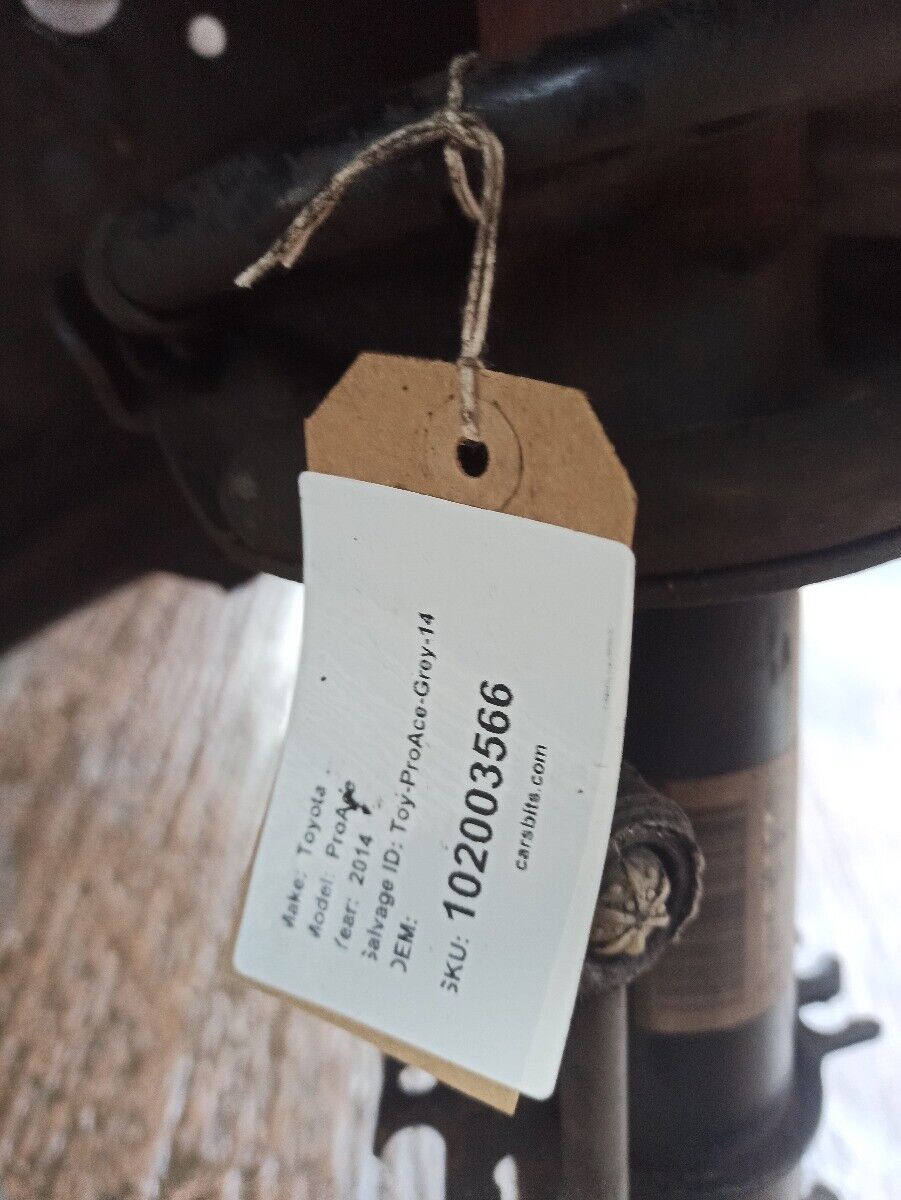 Make: Toyota
Model: ProAce
Year: 2014
Salvage ID: Toy-ProAce-Grey-14
OEM:
SKU: 102003566
carsbits.com